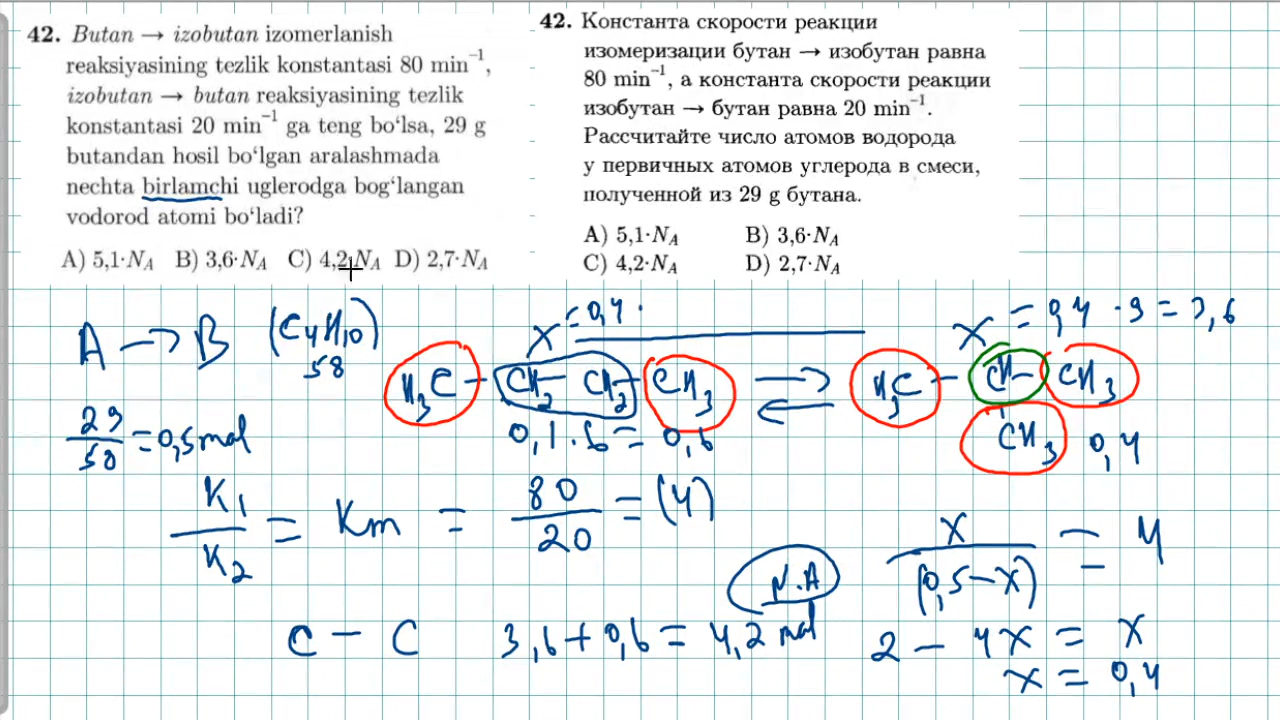 42. Butan → izobutan izomerlanish
reaksiyasining tezlik konstantasi 80 min⁻¹,
izobutan → butan reaksiyasining tezlik
konstantasi 20 min⁻¹ ga teng bo‘lsa, 29 g
butandan hosil bo‘lgan aralashmada
nechta birlamchi uglerodga bog‘langan
vodorod atomi bo‘ladi?
A) 5,1·N_A B) 3,6·N_A C) 4,2·N_A D) 2,7·N_A
42. Константа скорости реакции
изомеризации бутан → изобутан равна
80 min⁻¹, а константа скорости реакции
изобутан → бутан равна 20 min⁻¹.
Рассчитайте число атомов водорода
у первичных атомов углерода в смеси,
полученной из 29 g бутана.
A) 5,1·N_A B) 3,6·N_A
C) 4,2·N_A D) 2,7·N_A
A → B (C4H10)
58
x = 0,4 ·
x = 0,4 · 9 = 3,6
H3C - CH2 - CH2 - CH3 ⇌ H3C - CH - CH3
CH3
0,1 · 6 = 0,6
0,4
29/58 = 0,5 mol
K1/K2 = Km = 80/20 = (4)
x/(0,5-x) = 4
N.A
C - C 3,6 + 0,6 = 4,2 mol
2 - 4x = x
x = 0,4